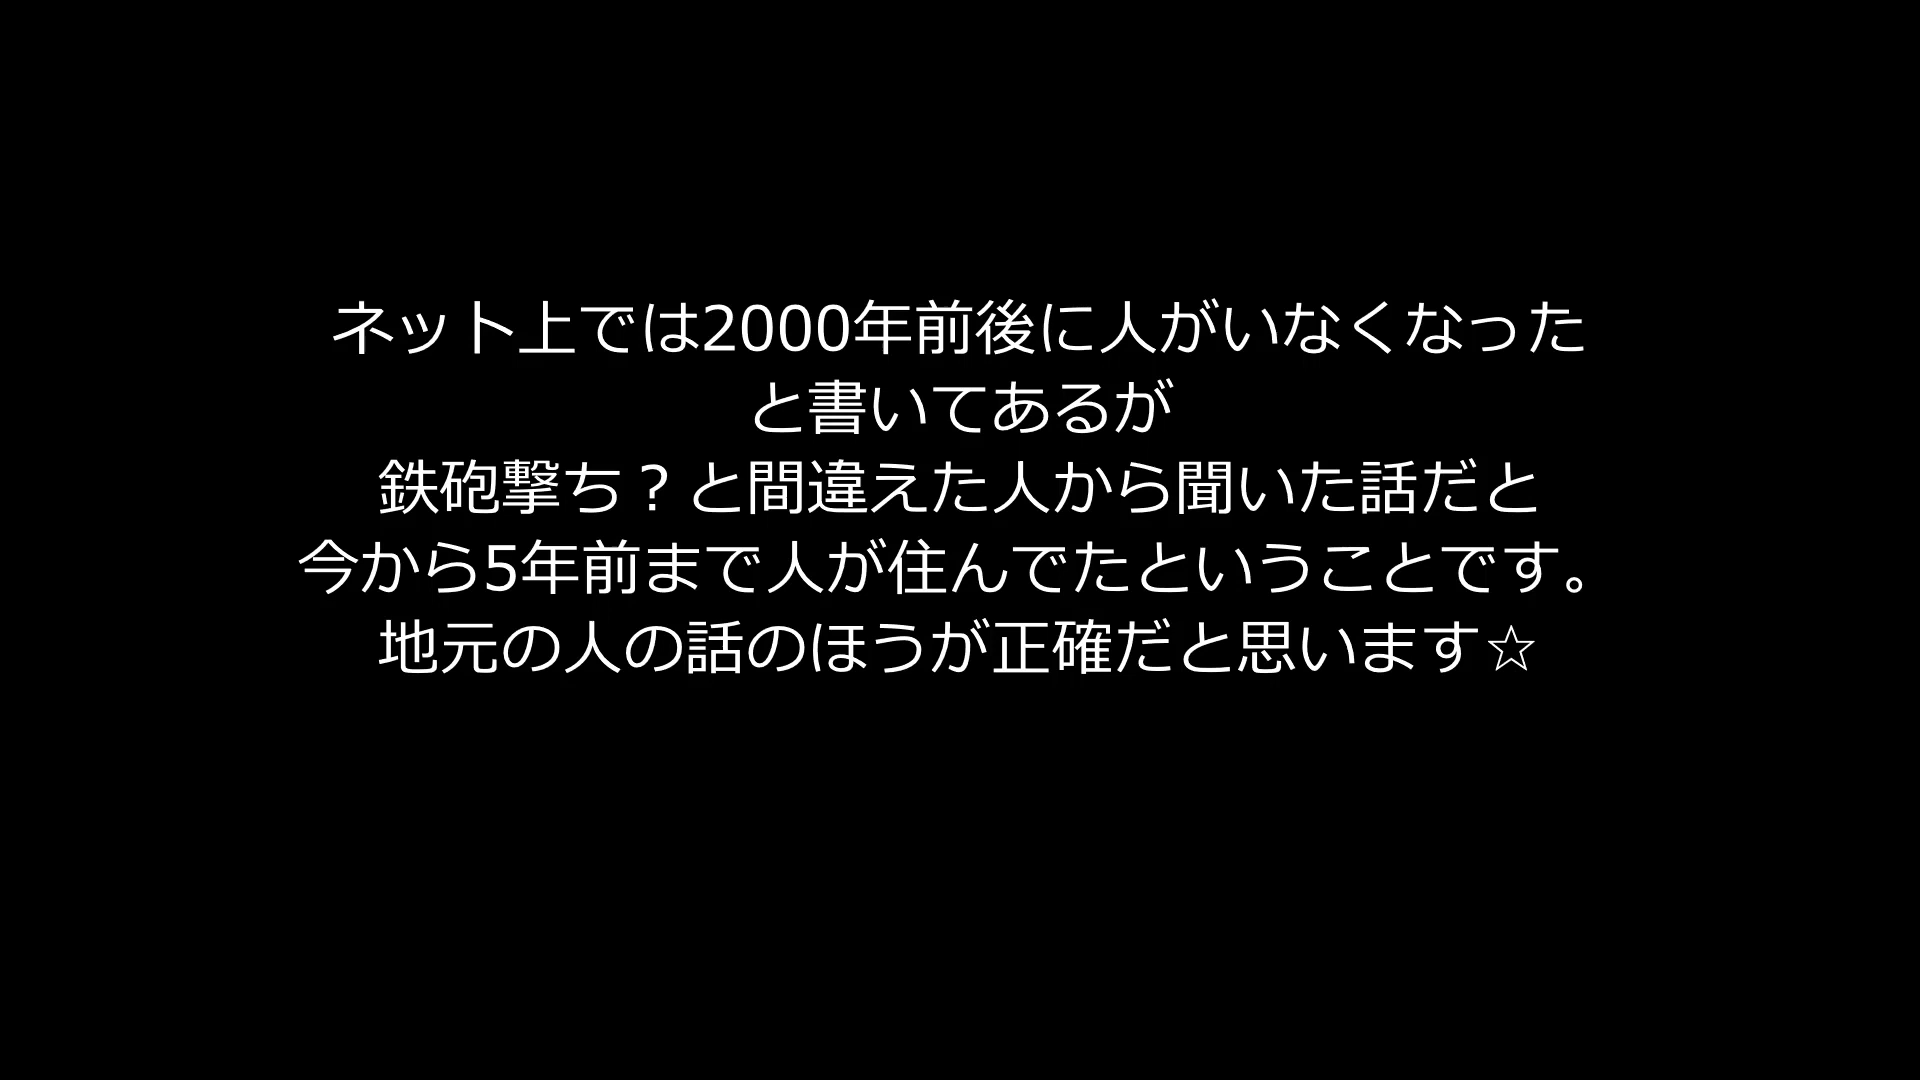 ネット上では2000年前後に人がいなくなった
と書いてあるが
鉄砲撃ち？と間違えた人から聞いた話だと
今から5年前まで人が住んでたということです。
地元の人の話のほうが正確だと思います☆